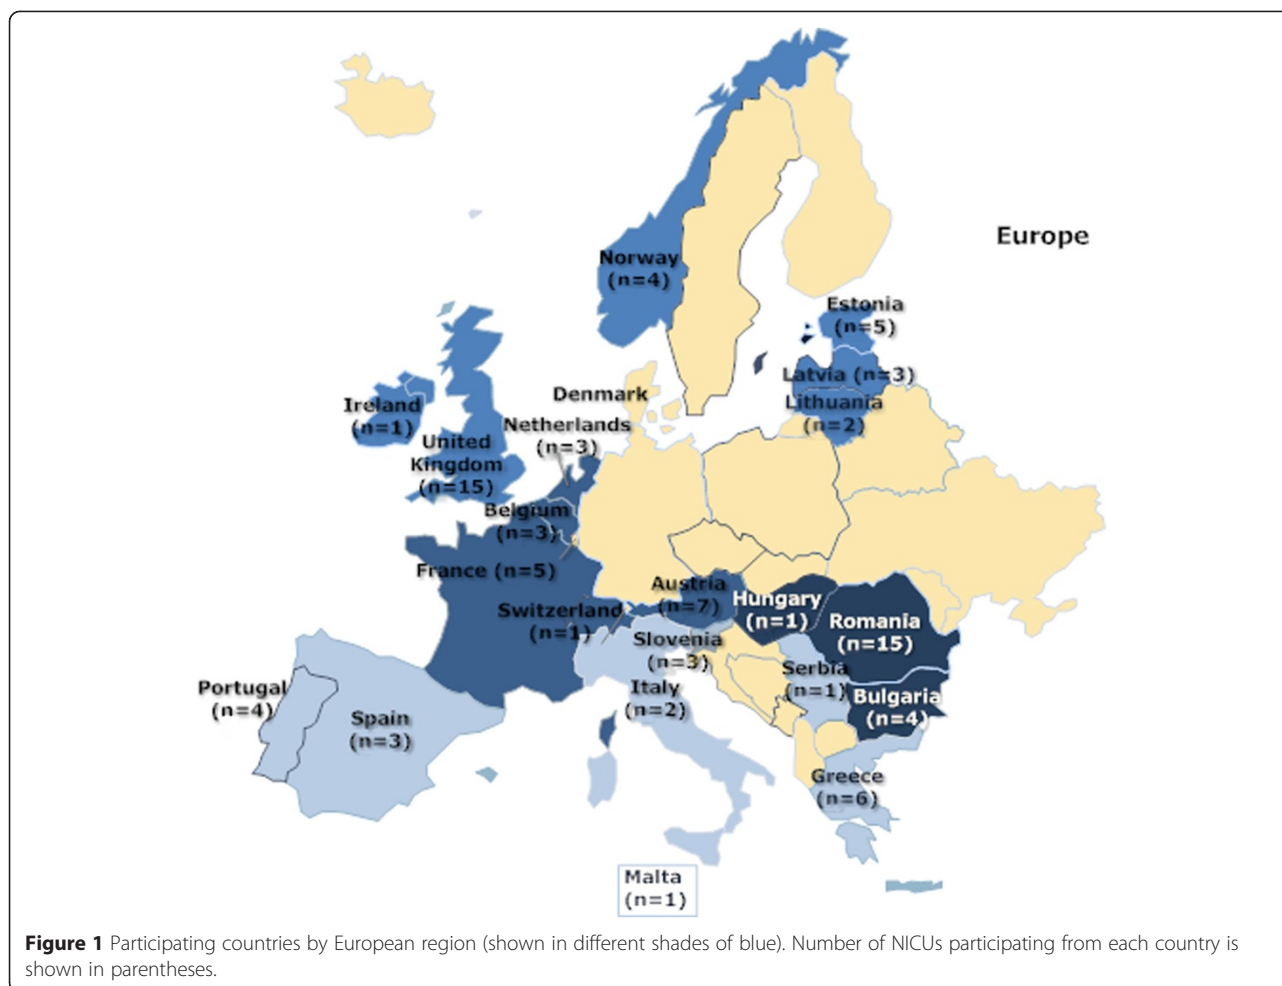 Europe
Norway
(n=4)
Estonia
(n=5)
Latvia (n=3)
Lithuania
(n=2)
Denmark
Ireland
(n=1)
Netherlands
(n=3)
United
Kingdom
(n=15)
Belgium
(n=3)
France (n=5)
Austria
(n=7)
Hungary
(n=1)
Switzerland
(n=1)
Romania
(n=15)
Slovenia
(n=3)
Serbia
(n=1)
Portugal
(n=4)
Italy
(n=2)
Bulgaria
(n=4)
Spain
(n=3)
Greece
(n=6)
Malta
(n=1)
Figure 1 Participating countries by European region (shown in different shades of blue). Number of NICUs participating from each country is
shown in parentheses.